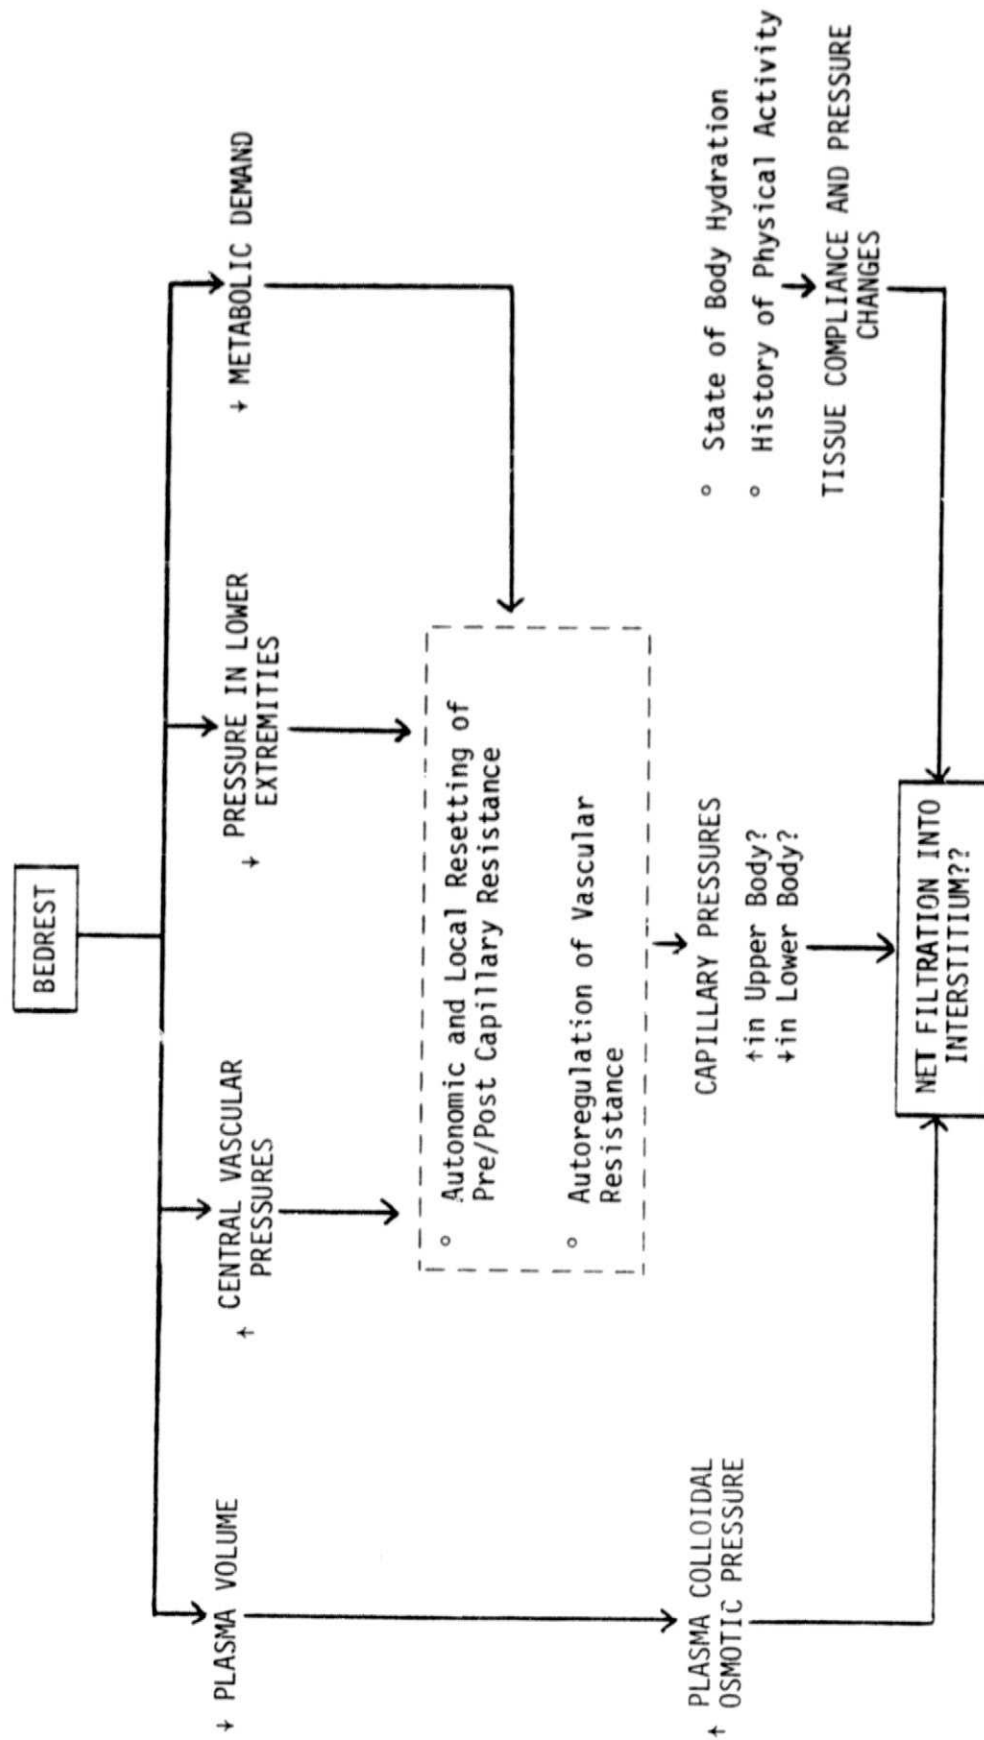 BEDREST
↓ PLASMA VOLUME
↑ CENTRAL VASCULAR
PRESSURES
↓ PRESSURE IN LOWER
EXTREMITIES
↓ METABOLIC DEMAND
° Autonomic and Local Resetting of
Pre/Post Capillary Resistance
° Autoregulation of Vascular
Resistance
↑ PLASMA COLLOIDAL
OSMOTIC PRESSURE
CAPILLARY PRESSURES
↑in Upper Body?
↓in Lower Body?
° State of Body Hydration
° History of Physical Activity
TISSUE COMPLIANCE AND PRESSURE
CHANGES
NET FILTRATION INTO
INTERSTITIUM??